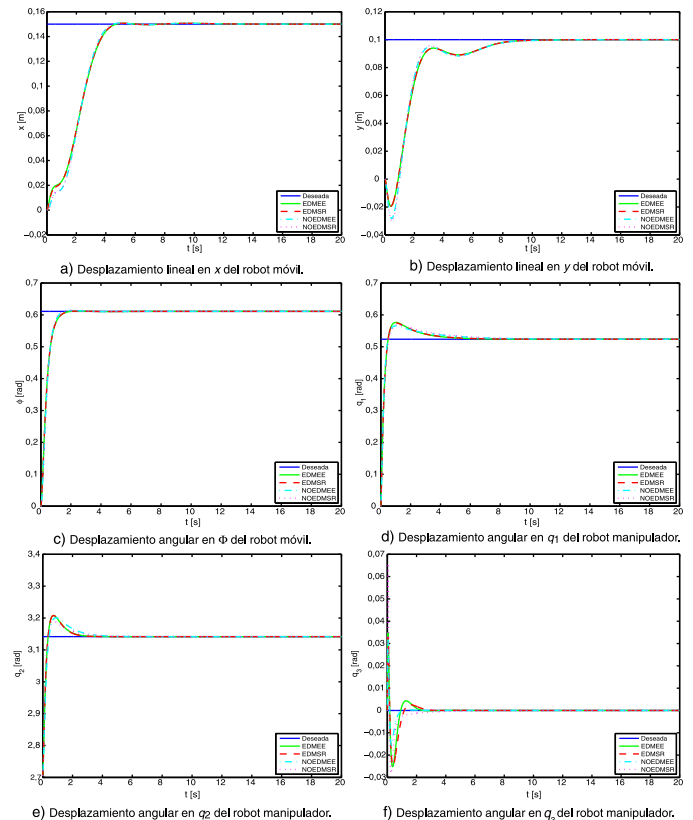 0,16
0,14
0,12
0,1
0,08
0,06
0,04
0,02
0
−0,02
x [m]
0 2 4 6 8 10 12 14 16 18 20
t [s]
Deseada
EDMEE
EDMSR
NOEDMEE
NOEDMSR
a) Desplazamiento lineal en x del robot móvil.
0,12
0,1
0,08
0,06
0,04
0,02
0
−0,02
−0,04
y [m]
0 2 4 6 8 10 12 14 16 18 20
t [s]
Deseada
EDMEE
EDMSR
NOEDMEE
NOEDMSR
b) Desplazamiento lineal en y del robot móvil.
0,7
0,6
0,5
0,4
0,3
0,2
0,1
0
ϕ [rad]
0 2 4 6 8 10 12 14 16 18 20
t [s]
Deseada
EDMEE
EDMSR
NOEDMEE
NOEDMSR
c) Desplazamiento angular en Φ del robot móvil.
0,7
0,6
0,5
0,4
0,3
0,2
0,1
0
q1 [rad]
0 2 4 6 8 10 12 14 16 18 20
t [s]
Deseada
EDMEE
EDMSR
NOEDMEE
NOEDMSR
d) Desplazamiento angular en q1 del robot manipulador.
3,4
3,3
3,2
3,1
3
2,9
2,8
2,7
q2 [rad]
0 2 4 6 8 10 12 14 16 18 20
t [s]
Deseada
EDMEE
EDMSR
NOEDMEE
NOEDMSR
e) Desplazamiento angular en q2 del robot manipulador.
0,07
0,06
0,05
0,04
0,03
0,02
0,01
0
−0,01
−0,02
−0,03
q3 [rad]
0 2 4 6 8 10 12 14 16 18 20
t [s]
Deseada
EDMEE
EDMSR
NOEDMEE
NOEDMSR
f) Desplazamiento angular en q3 del robot manipulador.